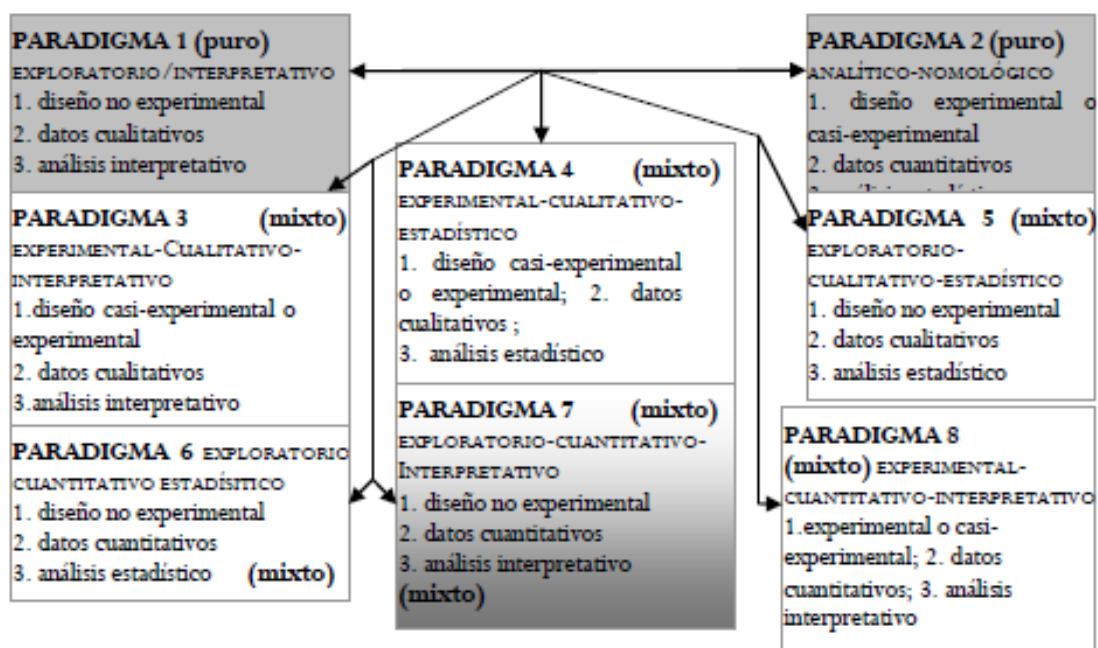 PARADIGMA 1 (puro)
EXPLORATORIO/INTERPRETATIVO
1. diseño no experimental
2. datos cualitativos
3. análisis interpretativo
PARADIGMA 2 (puro)
ANALÍTICO-NOMOLÓGICO
1. diseño experimental o
casi-experimental
2. datos cuantitativos
PARADIGMA 3 (mixto)
EXPERIMENTAL-CUALITATIVO-
INTERPRETATIVO
1.diseño casi-experimental o
experimental
2. datos cualitativos
3.análisis interpretativo
PARADIGMA 4 (mixto)
EXPERIMENTAL-CUALITATIVO-
ESTADÍSTICO
1. diseño casi-experimental
o experimental; 2. datos
cualitativos ;
3. análisis estadístico
PARADIGMA 5 (mixto)
EXPLORATORIO-
CUALITATIVO-ESTADÍSTICO
1. diseño no experimental
2. datos cualitativos
3. análisis estadístico
PARADIGMA 6 EXPLORATORIO
CUANTITATIVO ESTADÍSITICO
1. diseño no experimental
2. datos cuantitativos
3. análisis estadístico (mixto)
PARADIGMA 7 (mixto)
EXPLORATORIO-CUANTITATIVO-
INTERPRETATIVO
1. diseño no experimental
2. datos cuantitativos
3. análisis interpretativo
(mixto)
PARADIGMA 8
(mixto) EXPERIMENTAL-
CUANTITATIVO-INTERPRETATIVO
1.experimental o casi-
experimental; 2. datos
cuantitativos; 3. análisis
interpretativo